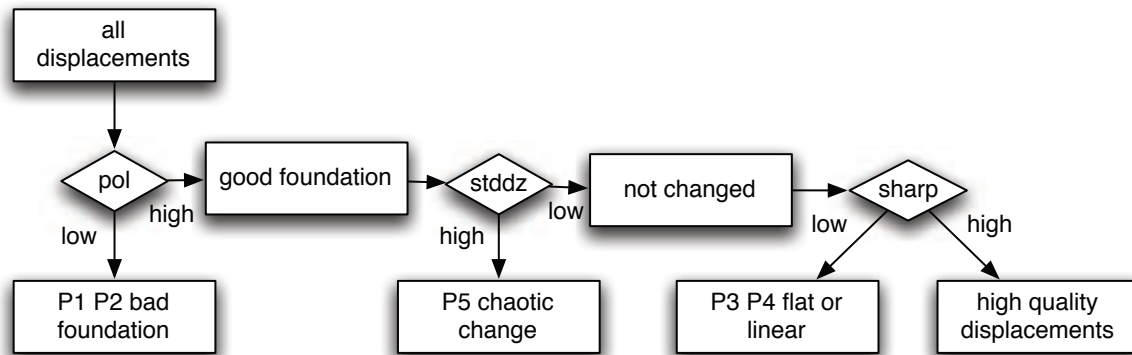 all
displacements
pol
high
low
good foundation
stddz
low
high
not changed
sharp
low
high
P1 P2 bad
foundation
P5 chaotic
change
P3 P4 flat or
linear
high quality
displacements